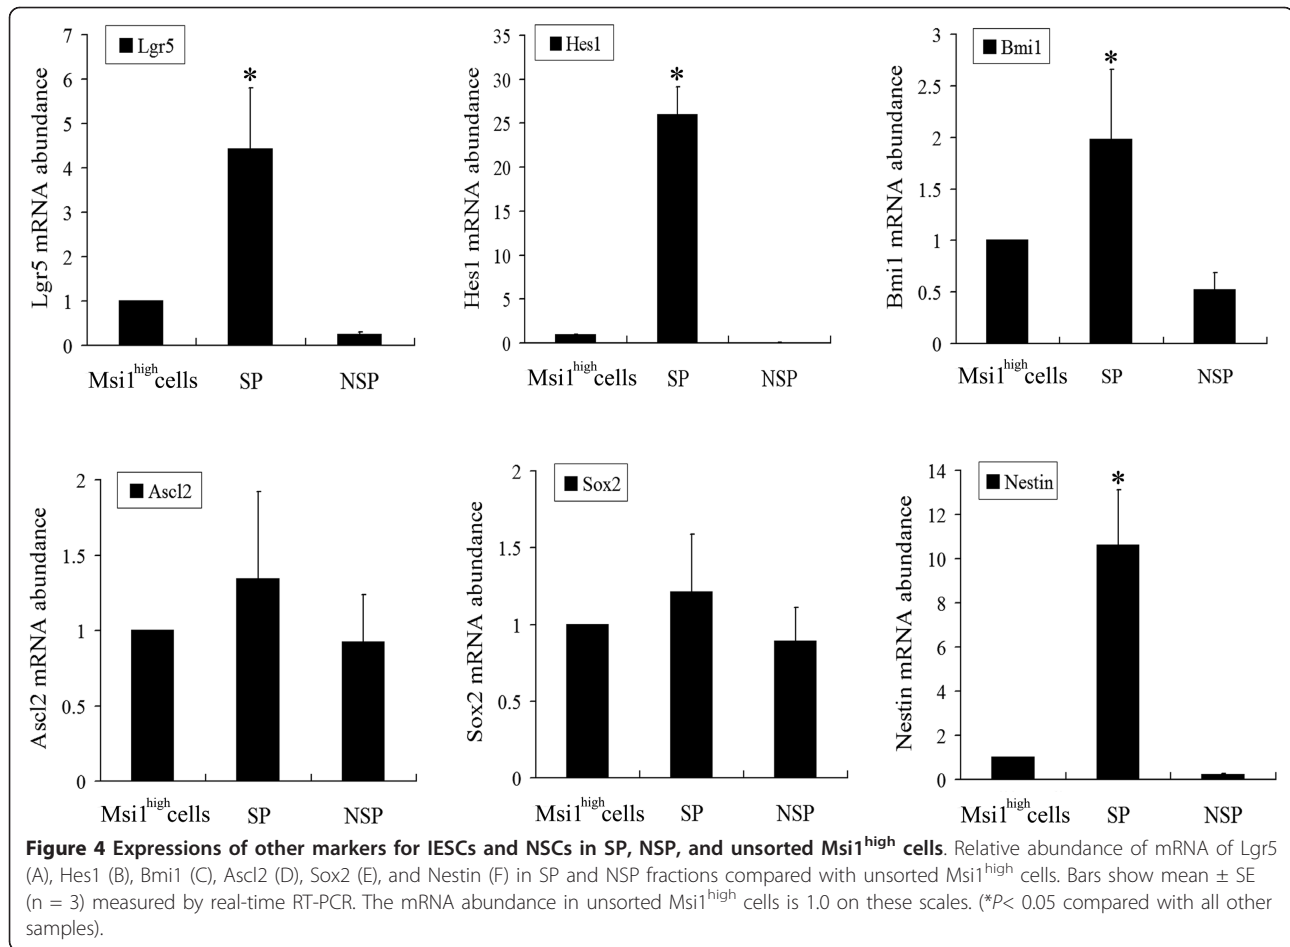 Lgr5
Lgr5 mRNA abundance
7
6
5
4
3
2
1
0
*
Msi1high cells SP NSP
Hes1
Hes1 mRNA abundance
35
30
25
20
15
10
5
0
*
Msi1high cells SP NSP
Bmi1
Bmi1 mRNA abundance
3
2.5
2
1.5
1
0.5
0
*
Msi1high cells SP NSP
Ascl2
Ascl2 mRNA abundance
2
1.5
1
0.5
0
Msi1high cells SP NSP
Sox2
Sox2 mRNA abundance
2
1.5
1
0.5
0
Msi1high cells SP NSP
Nestin
Nestin mRNA abundance
14
12
10
8
6
4
2
0
*
Msi1high cells SP NSP
Figure 4 Expressions of other markers for IESCs and NSCs in SP, NSP, and unsorted Msi1high cells. Relative abundance of mRNA of Lgr5
(A), Hes1 (B), Bmi1 (C), Ascl2 (D), Sox2 (E), and Nestin (F) in SP and NSP fractions compared with unsorted Msi1high cells. Bars show mean ± SE
(n = 3) measured by real-time RT-PCR. The mRNA abundance in unsorted Msi1high cells is 1.0 on these scales. (*P< 0.05 compared with all other
samples).